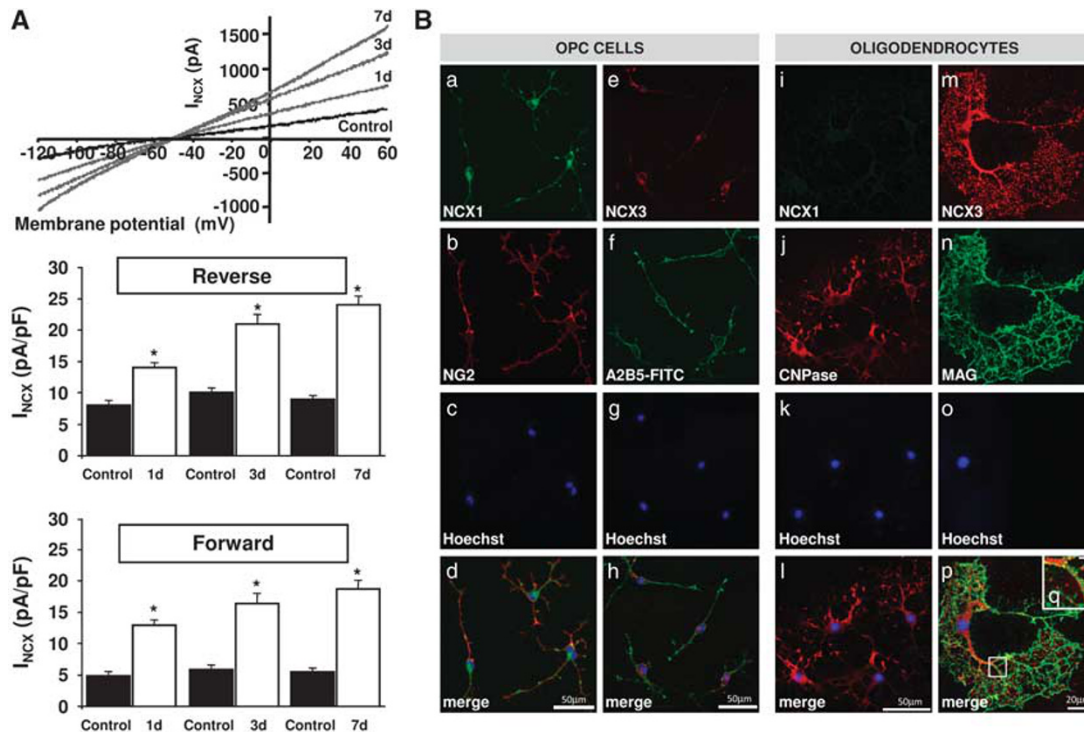 A
7d
3d
1d
Control
I_NCX (pA)
1500
1000
500
-500
-1000
-120 -100 -80 -60 -40 -20 0 20 40 60
Membrane potential (mV)
Reverse
I_NCX (pA/pF)
30
25
20
15
10
5
0
* * *
Control 1d Control 3d Control 7d
Forward
I_NCX (pA/pF)
30
25
20
15
10
5
0
* * *
Control 1d Control 3d Control 7d
B
OPC CELLS
OLIGODENDROCYTES
a
NCX1
e
NCX3
i
NCX1
m
NCX3
b
NG2
f
A2B5-FITC
j
CNPase
n
MAG
c
Hoechst
g
Hoechst
k
Hoechst
o
Hoechst
d
merge
50µm
h
merge
50µm
l
merge
50µm
p
q
merge
20µ